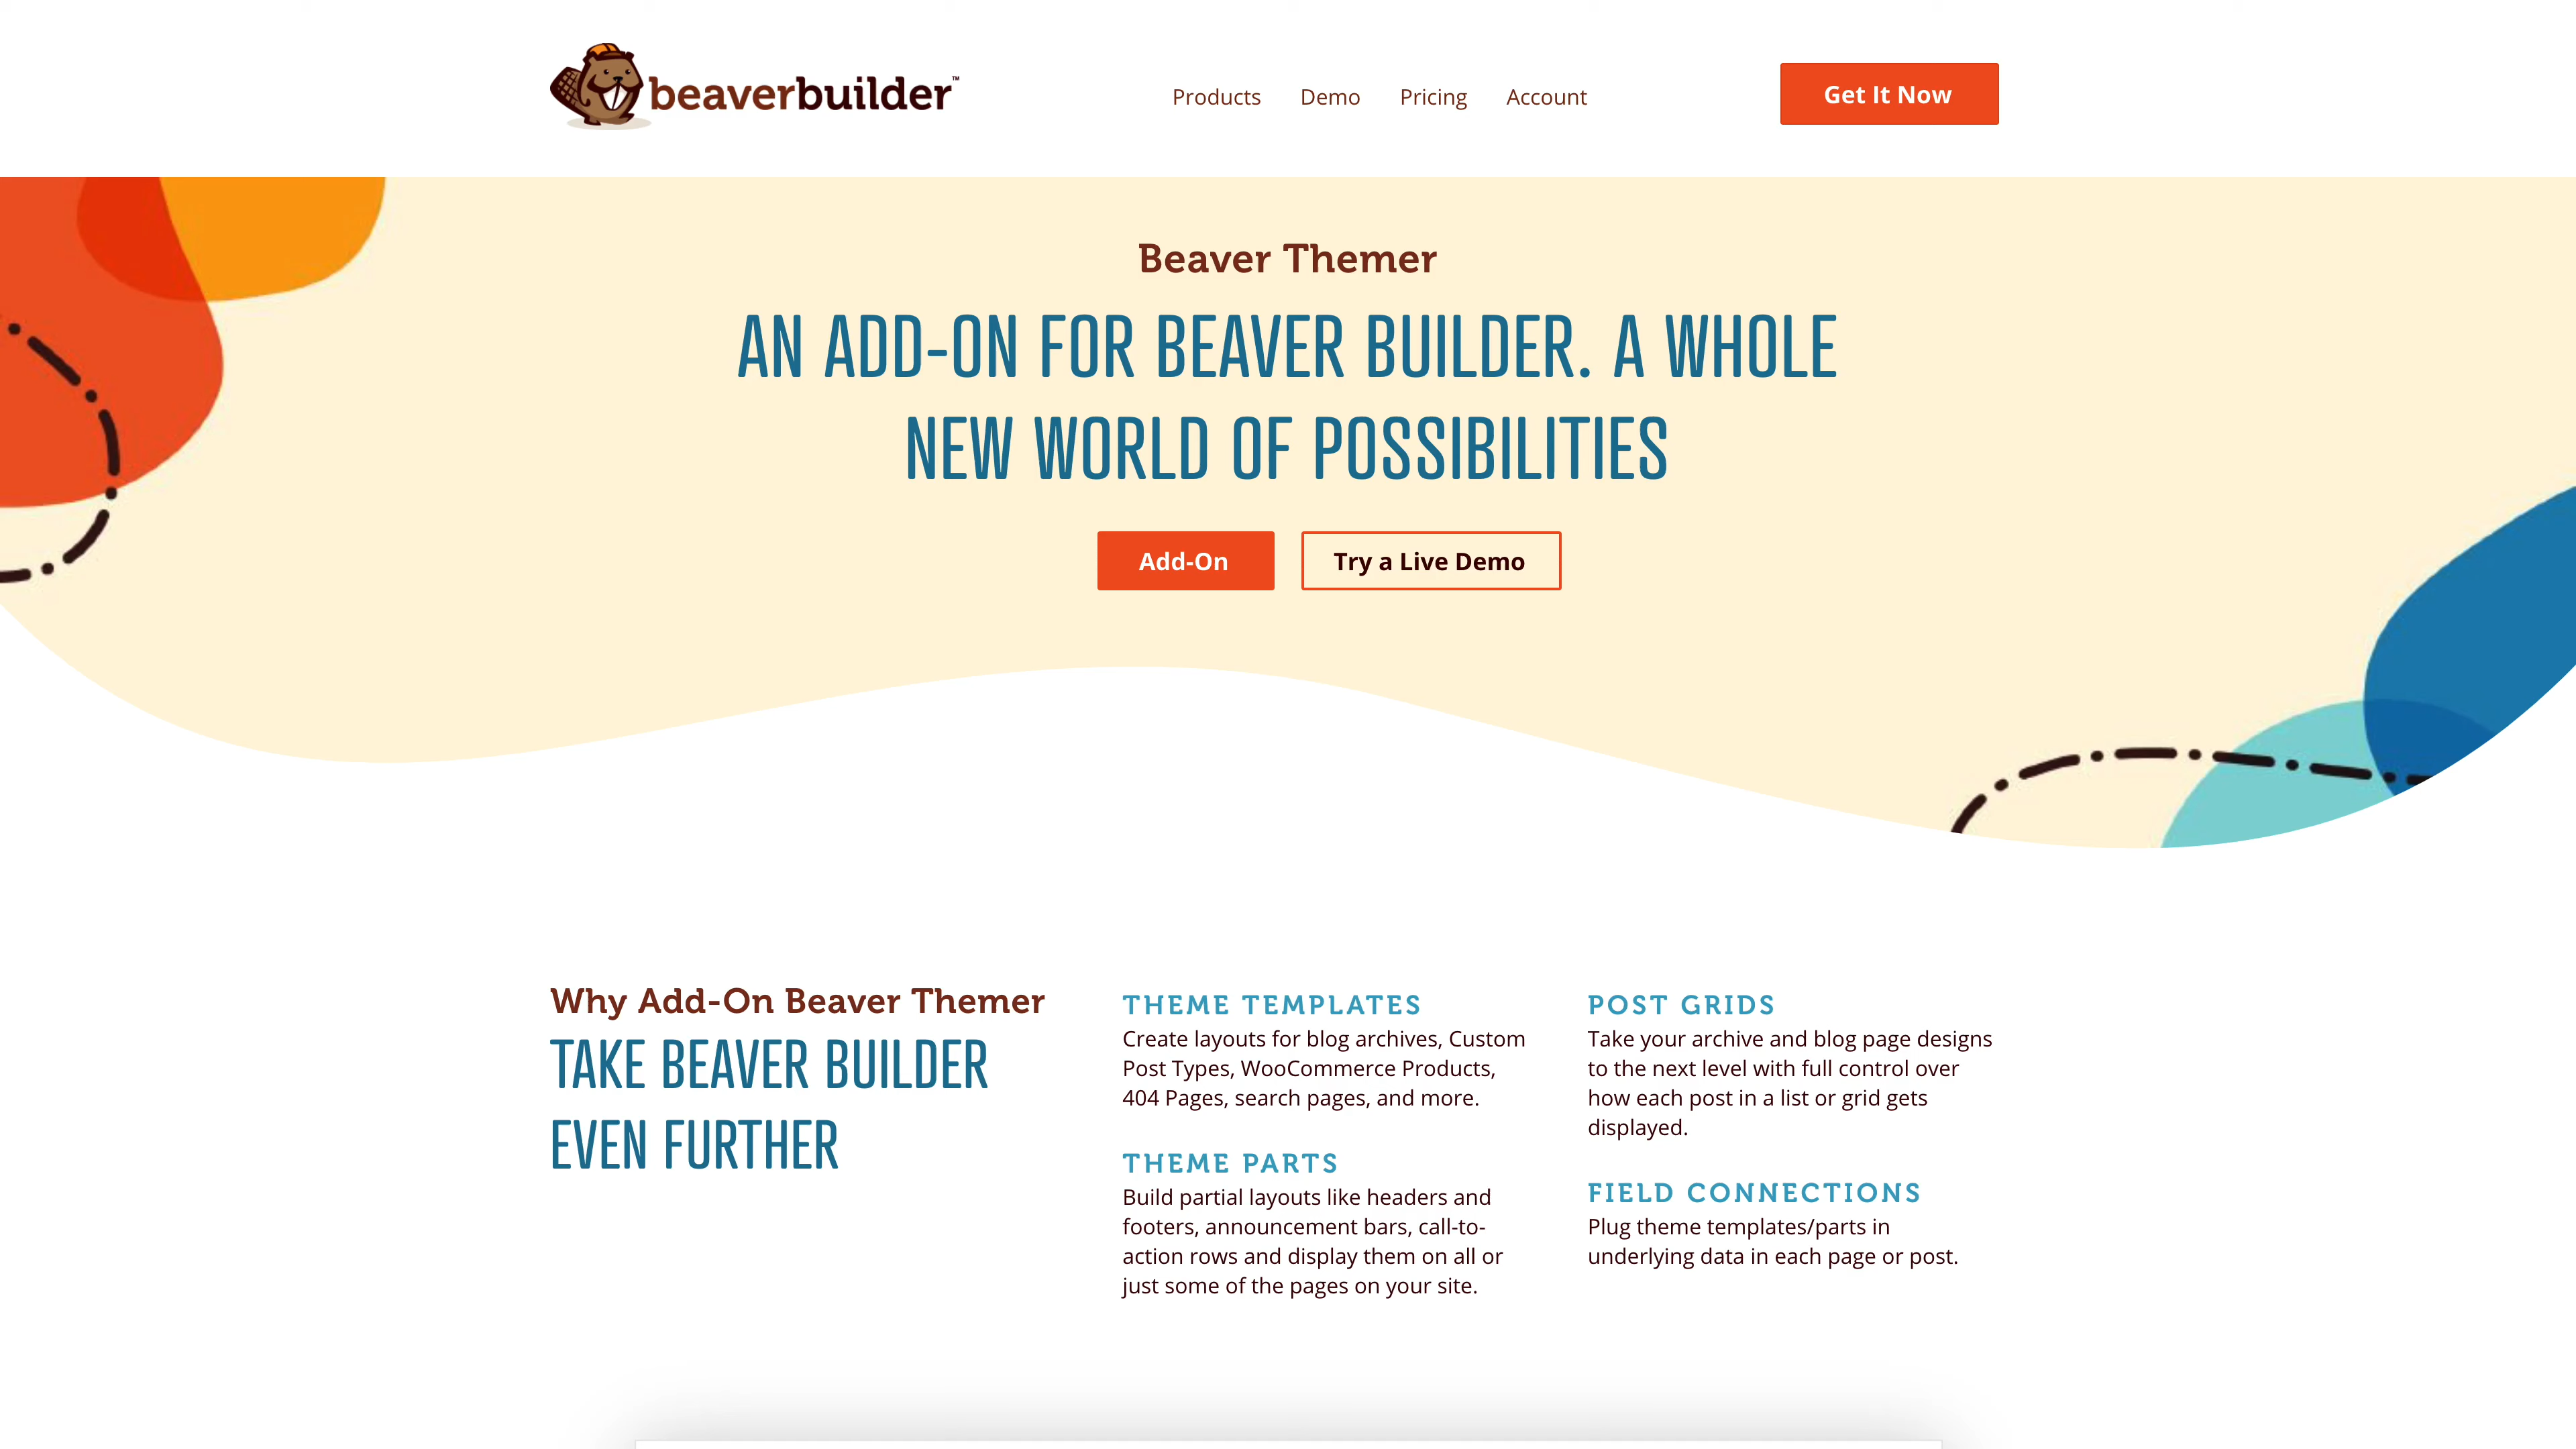 beaverbuilder™
Products
Demo
Pricing
Account
Get It Now
Beaver Themer
AN ADD-ON FOR BEAVER BUILDER. A WHOLE
NEW WORLD OF POSSIBILITIES
Add-On
Try a Live Demo
Why Add-On Beaver Themer
TAKE BEAVER BUILDER
EVEN FURTHER
THEME TEMPLATES
Create layouts for blog archives, Custom
Post Types, WooCommerce Products,
404 Pages, search pages, and more.
THEME PARTS
Build partial layouts like headers and
footers, announcement bars, call-to-
action rows and display them on all or
just some of the pages on your site.
POST GRIDS
Take your archive and blog page designs
to the next level with full control over
how each post in a list or grid gets
displayed.
FIELD CONNECTIONS
Plug theme templates/parts in
underlying data in each page or post.